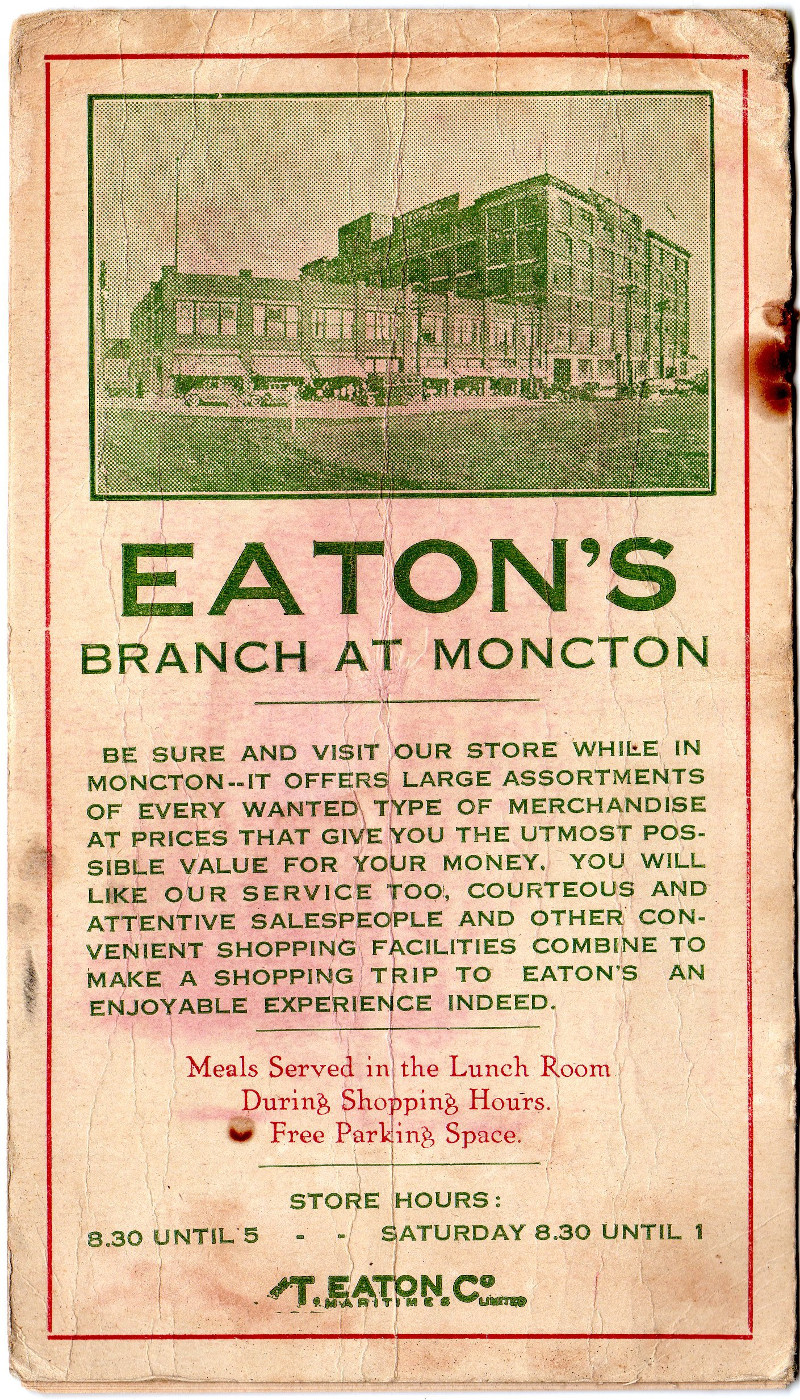 EATON'S
BRANCH AT MONCTON
BE SURE AND VISIT OUR STORE WHILE IN
MONCTON--IT OFFERS LARGE ASSORTMENTS
OF EVERY WANTED TYPE OF MERCHANDISE
AT PRICES THAT GIVE YOU THE UTMOST POS-
SIBLE VALUE FOR YOUR MONEY. YOU WILL
LIKE OUR SERVICE TOO, COURTEOUS AND
ATTENTIVE SALESPEOPLE AND OTHER CON-
VENIENT SHOPPING FACILITIES COMBINE TO
MAKE A SHOPPING TRIP TO EATON'S AN
ENJOYABLE EXPERIENCE INDEED.
Meals Served in the Lunch Room
During Shopping Hours.
Free Parking Space.
STORE HOURS:
8.30 UNTIL 5 - - SATURDAY 8.30 UNTIL 1
T. EATON Co
MARITIMES LIMITED